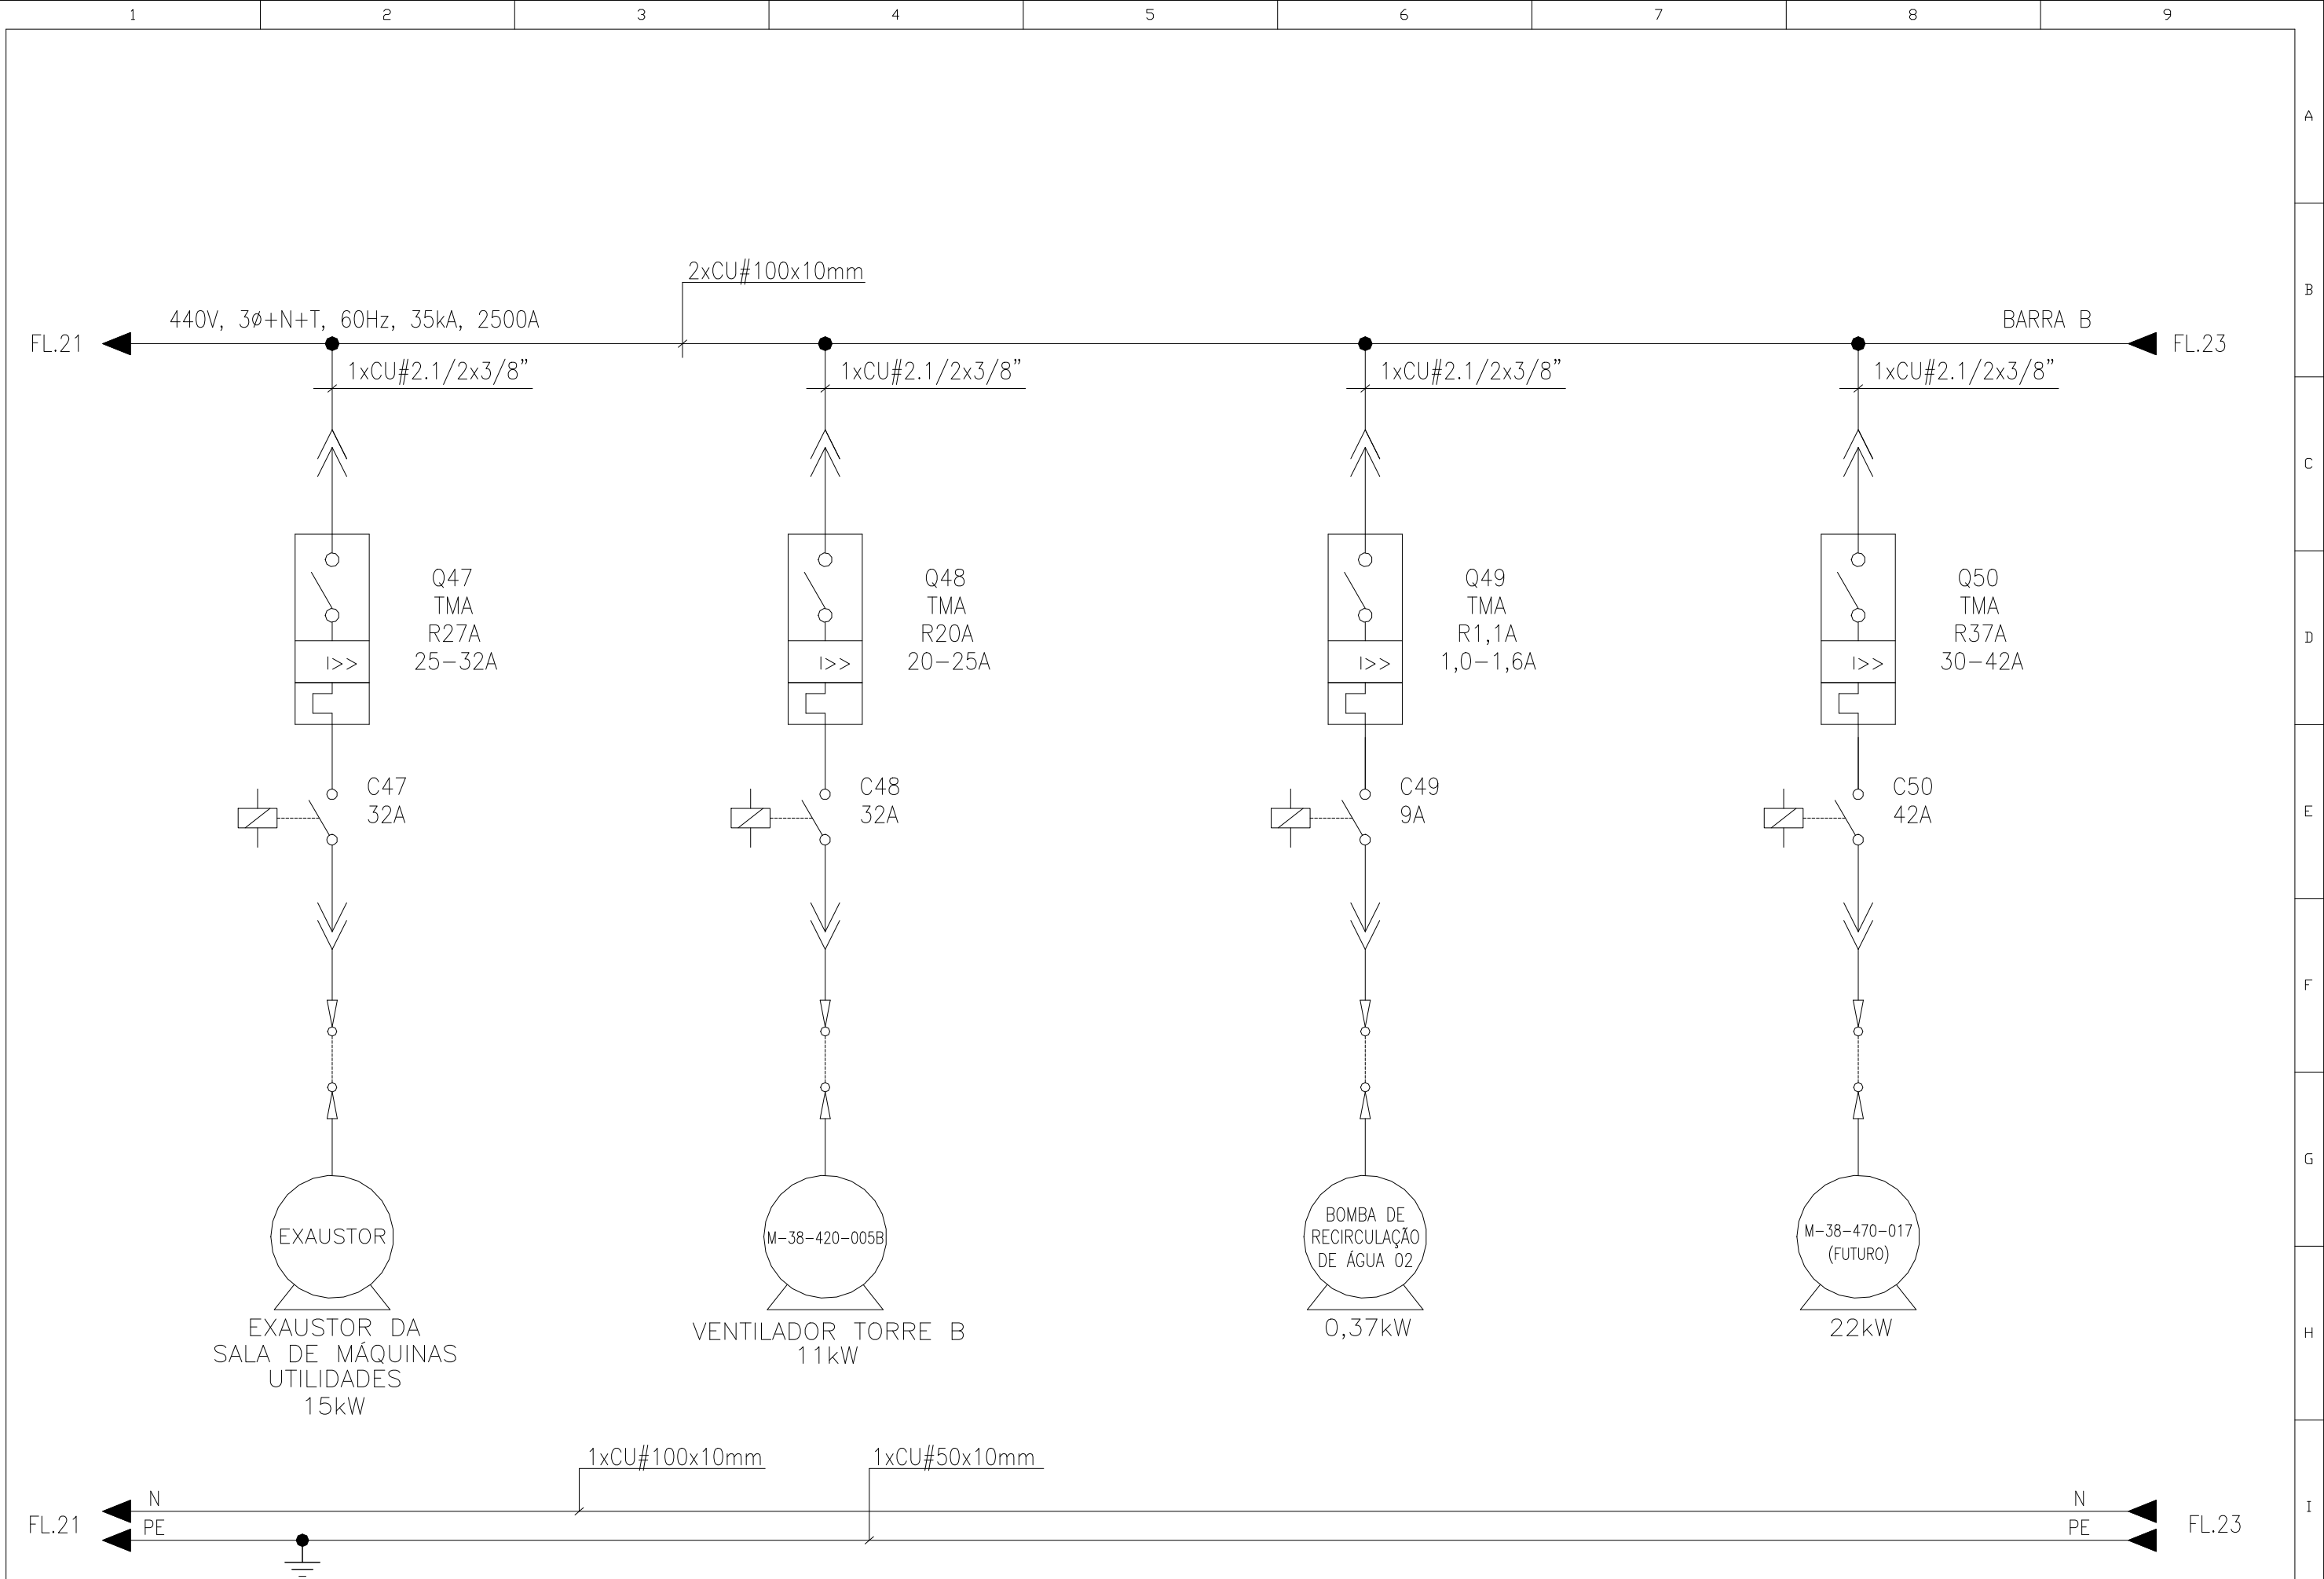 1 2 3 4 5 6 7 8 9
A
2xCU#100x10mm
B
440V, 3ø+N+T, 60Hz, 35kA, 2500A
BARRA B
FL.21
FL.23
1xCU#2.1/2x3/8" 1xCU#2.1/2x3/8" 1xCU#2.1/2x3/8" 1xCU#2.1/2x3/8"
C
Q47
TMA
R27A
25-32A
Q48
TMA
R20A
20-25A
Q49
TMA
R1,1A
1,0-1,6A
Q50
TMA
R37A
30-42A
D
I>> I>> I>> I>>
C47
32A
C48
32A
C49
9A
C50
42A
E
F
G
EXAUSTOR
M-38-420-005B
BOMBA DE
RECIRCULAÇÃO
DE ÁGUA 02
M-38-470-017
(FUTURO)
EXAUSTOR DA
SALA DE MÁQUINAS
UTILIDADES
15kW
VENTILADOR TORRE B
11kW
0,37kW
22kW
H
1xCU#100x10mm
1xCU#50x10mm
N
N
I
FL.21
FL.23
PE
PE